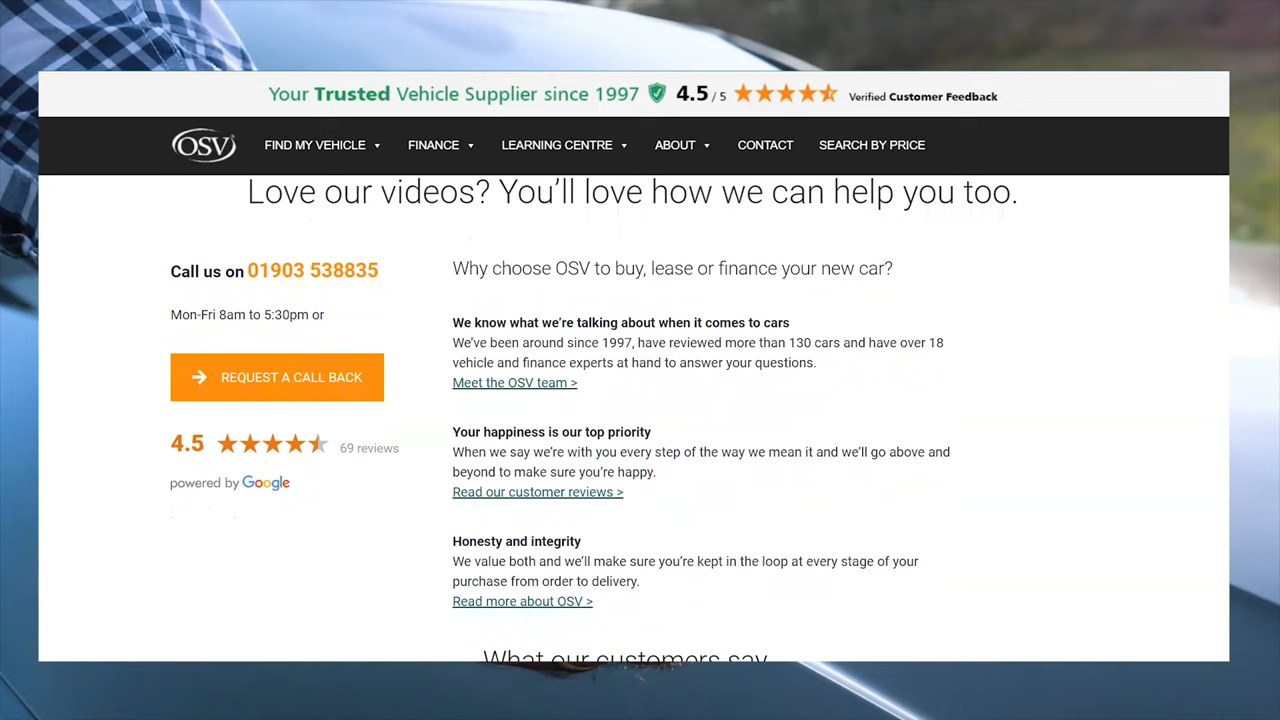 Your Trusted Vehicle Supplier since 1997 4.5 / 5 Verified Customer Feedback
OSV FIND MY VEHICLE FINANCE LEARNING CENTRE ABOUT CONTACT SEARCH BY PRICE
Love our videos? You’ll love how we can help you too.
Call us on 01903 538835
Mon-Fri 8am to 5:30pm or
REQUEST A CALL BACK
4.5 69 reviews
powered by Google
Why choose OSV to buy, lease or finance your new car?
We know what we’re talking about when it comes to cars
We’ve been around since 1997, have reviewed more than 130 cars and have over 18
vehicle and finance experts at hand to answer your questions.
Meet the OSV team >
Your happiness is our top priority
When we say we’re with you every step of the way we mean it and we’ll go above and
beyond to make sure you’re happy.
Read our customer reviews >
Honesty and integrity
We value both and we’ll make sure you’re kept in the loop at every stage of your
purchase from order to delivery.
Read more about OSV >
What our customers say